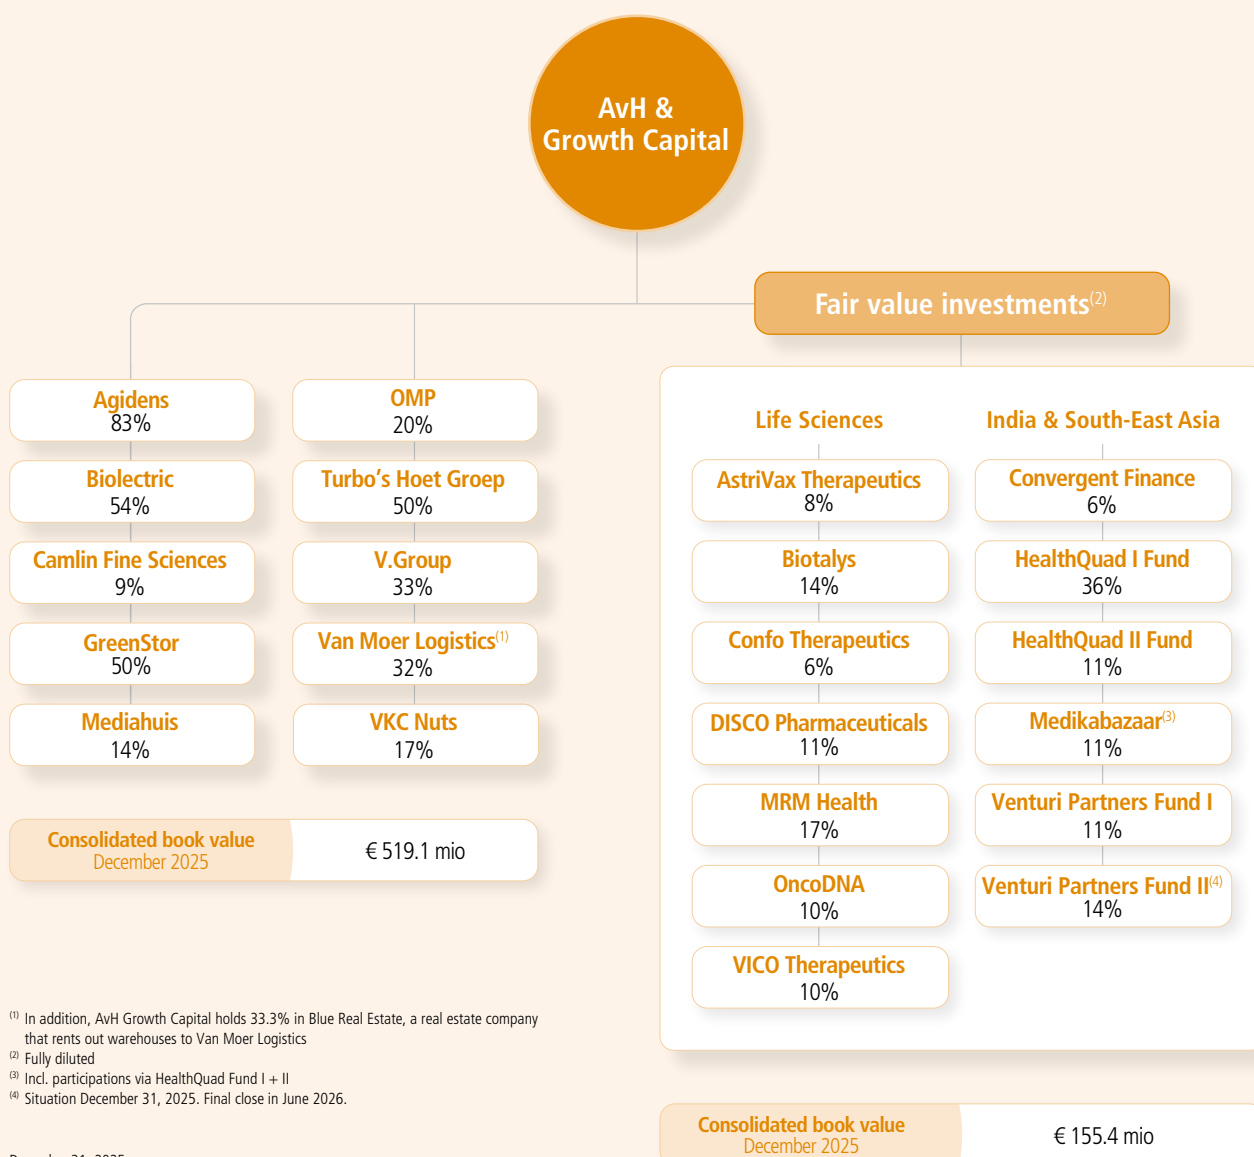 AvH &
Growth Capital
Fair value investments(2)
Agidens
83%
Biolectric
54%
Camlin Fine Sciences
9%
GreenStor
50%
Mediahuis
14%
OMP
20%
Turbo's Hoet Groep
50%
V.Group
33%
Van Moer Logistics(1)
32%
VKC Nuts
17%
Consolidated book value
December 2025
€ 519.1 mio
Life Sciences
AstriVax Therapeutics
8%
Biotalys
14%
Confo Therapeutics
6%
DISCO Pharmaceuticals
11%
MRM Health
17%
OncoDNA
10%
VICO Therapeutics
10%
India & South-East Asia
Convergent Finance
6%
HealthQuad I Fund
36%
HealthQuad II Fund
11%
Medikabazaar(3)
11%
Venturi Partners Fund I
11%
Venturi Partners Fund II(4)
14%
Consolidated book value
December 2025
€ 155.4 mio
(1) In addition, AvH Growth Capital holds 33.3% in Blue Real Estate, a real estate company
that rents out warehouses to Van Moer Logistics
(2) Fully diluted
(3) Incl. participations via HealthQuad Fund I + II
(4) Situation December 31, 2025. Final close in June 2026.
December 31, 2025